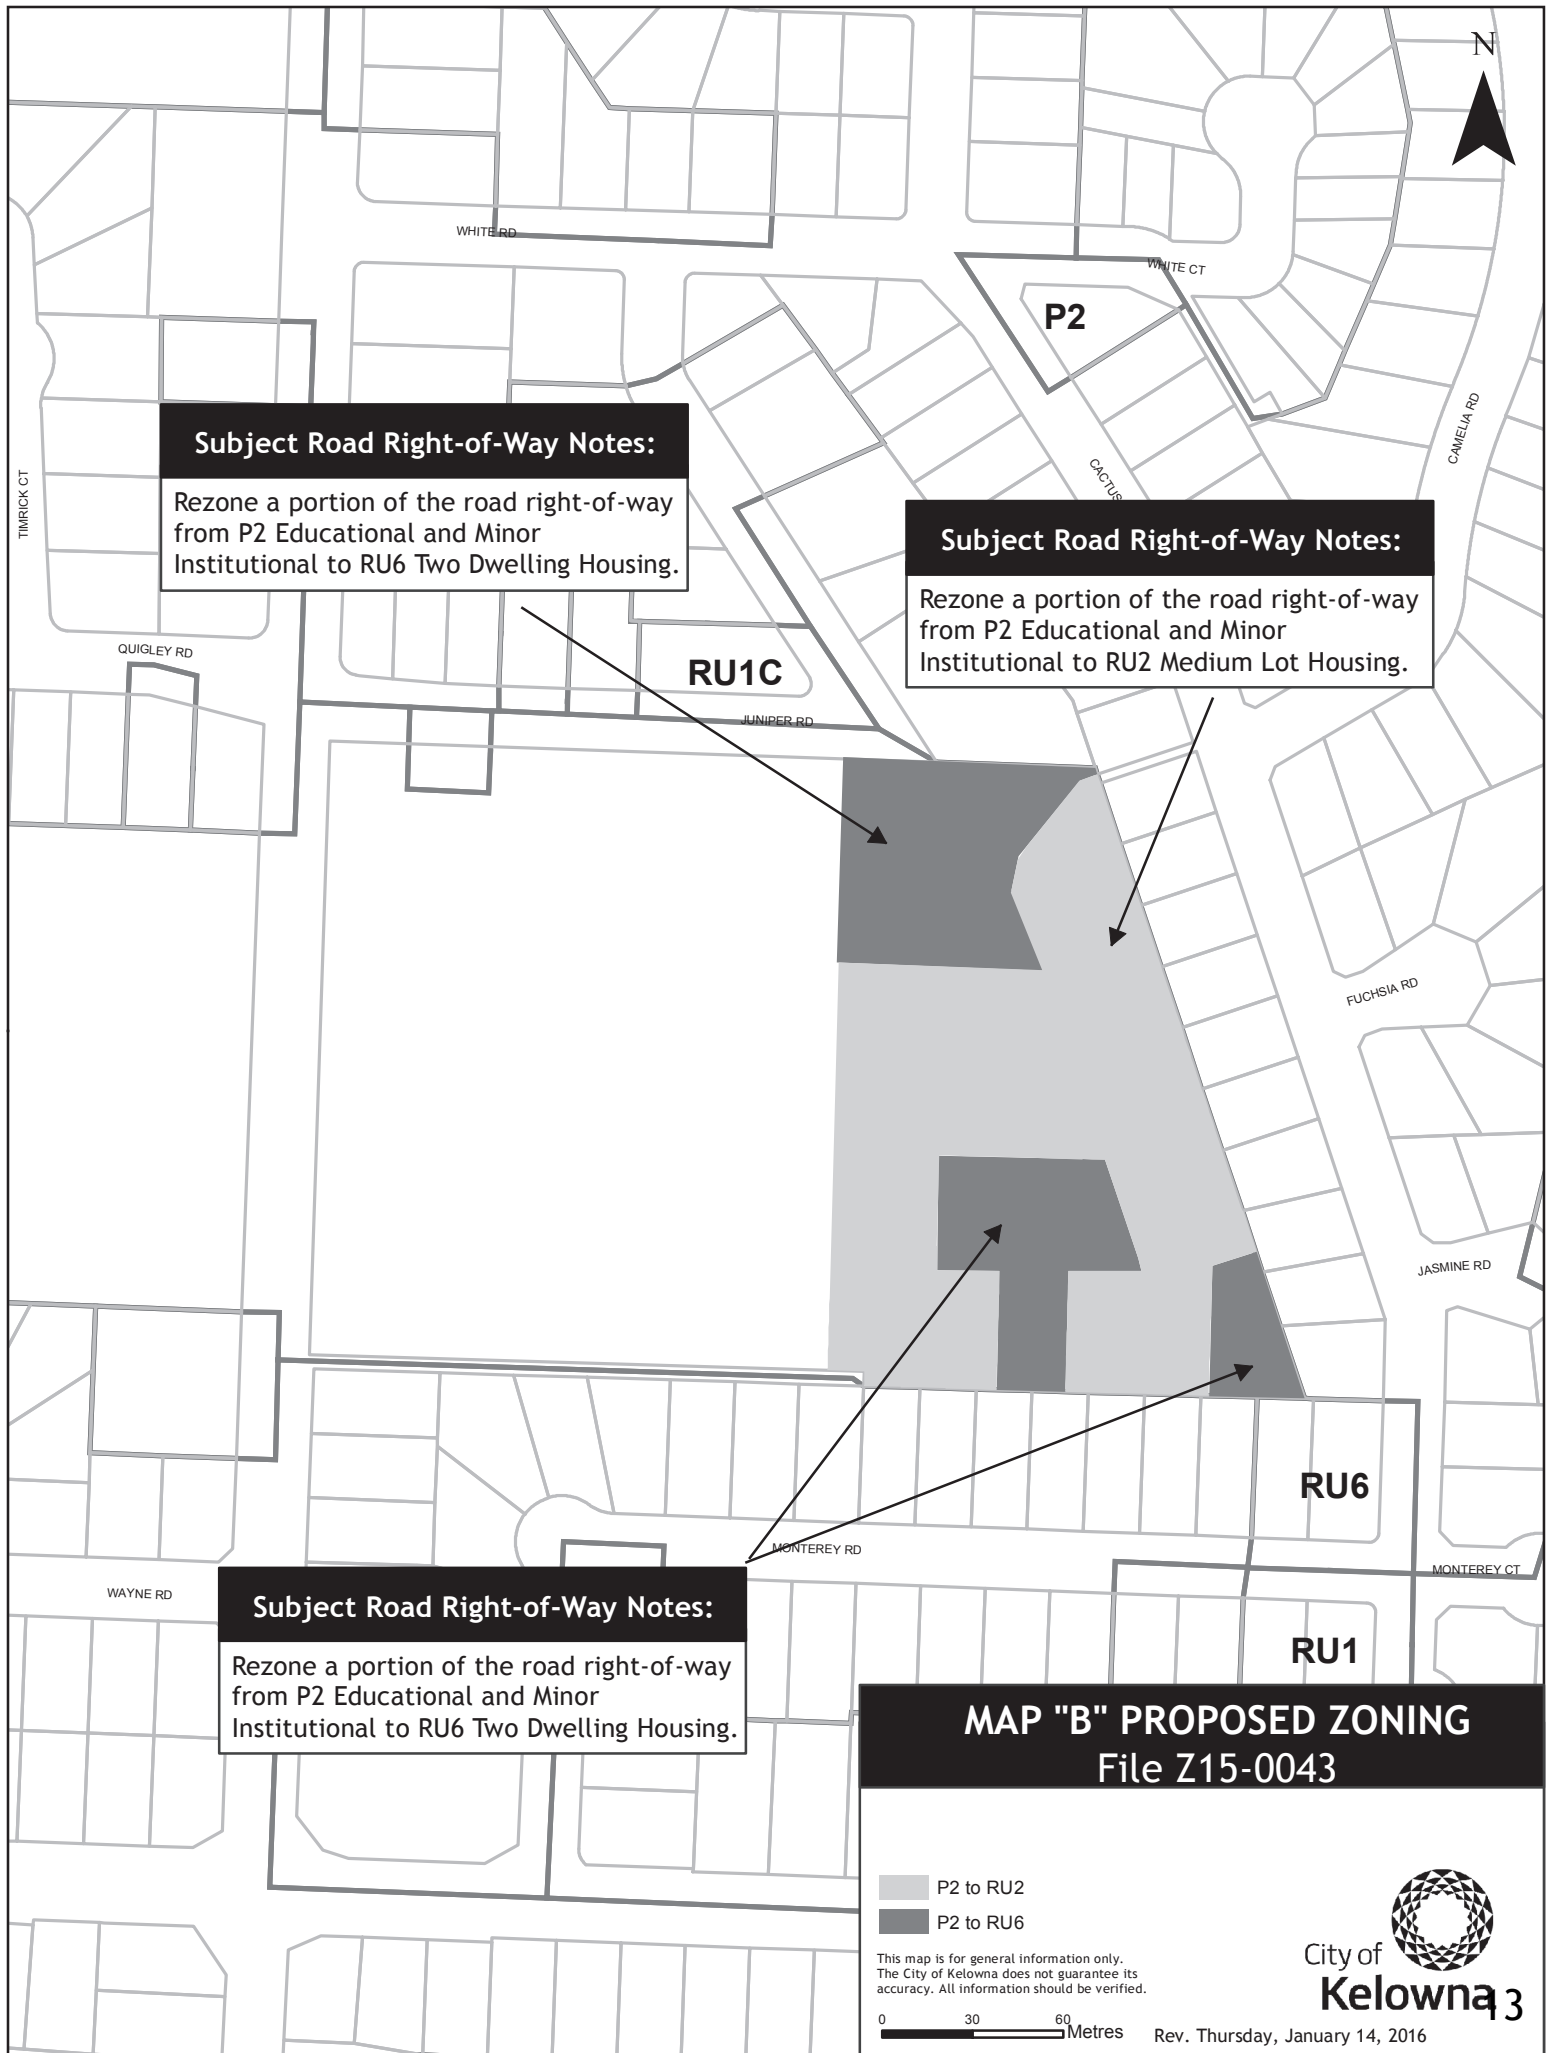 N
WHITE RD
WHITE CT
P2
CAMELIA RD
TIMRICK CT
CACTUS
Subject Road Right-of-Way Notes:
Rezone a portion of the road right-of-way
from P2 Educational and Minor
Institutional to RU6 Two Dwelling Housing.
Subject Road Right-of-Way Notes:
Rezone a portion of the road right-of-way
from P2 Educational and Minor
Institutional to RU2 Medium Lot Housing.
QUIGLEY RD
RU1C
JUNIPER RD
FUCHSIA RD
JASMINE RD
RU6
MONTEREY RD
MONTEREY CT
WAYNE RD
RU1
Subject Road Right-of-Way Notes:
Rezone a portion of the road right-of-way
from P2 Educational and Minor
Institutional to RU6 Two Dwelling Housing.
MAP "B" PROPOSED ZONING
File Z15-0043
P2 to RU2
P2 to RU6
This map is for general information only.
The City of Kelowna does not guarantee its
accuracy. All information should be verified.
0 30 60 Metres
City of
Kelowna
13
Rev. Thursday, January 14, 2016